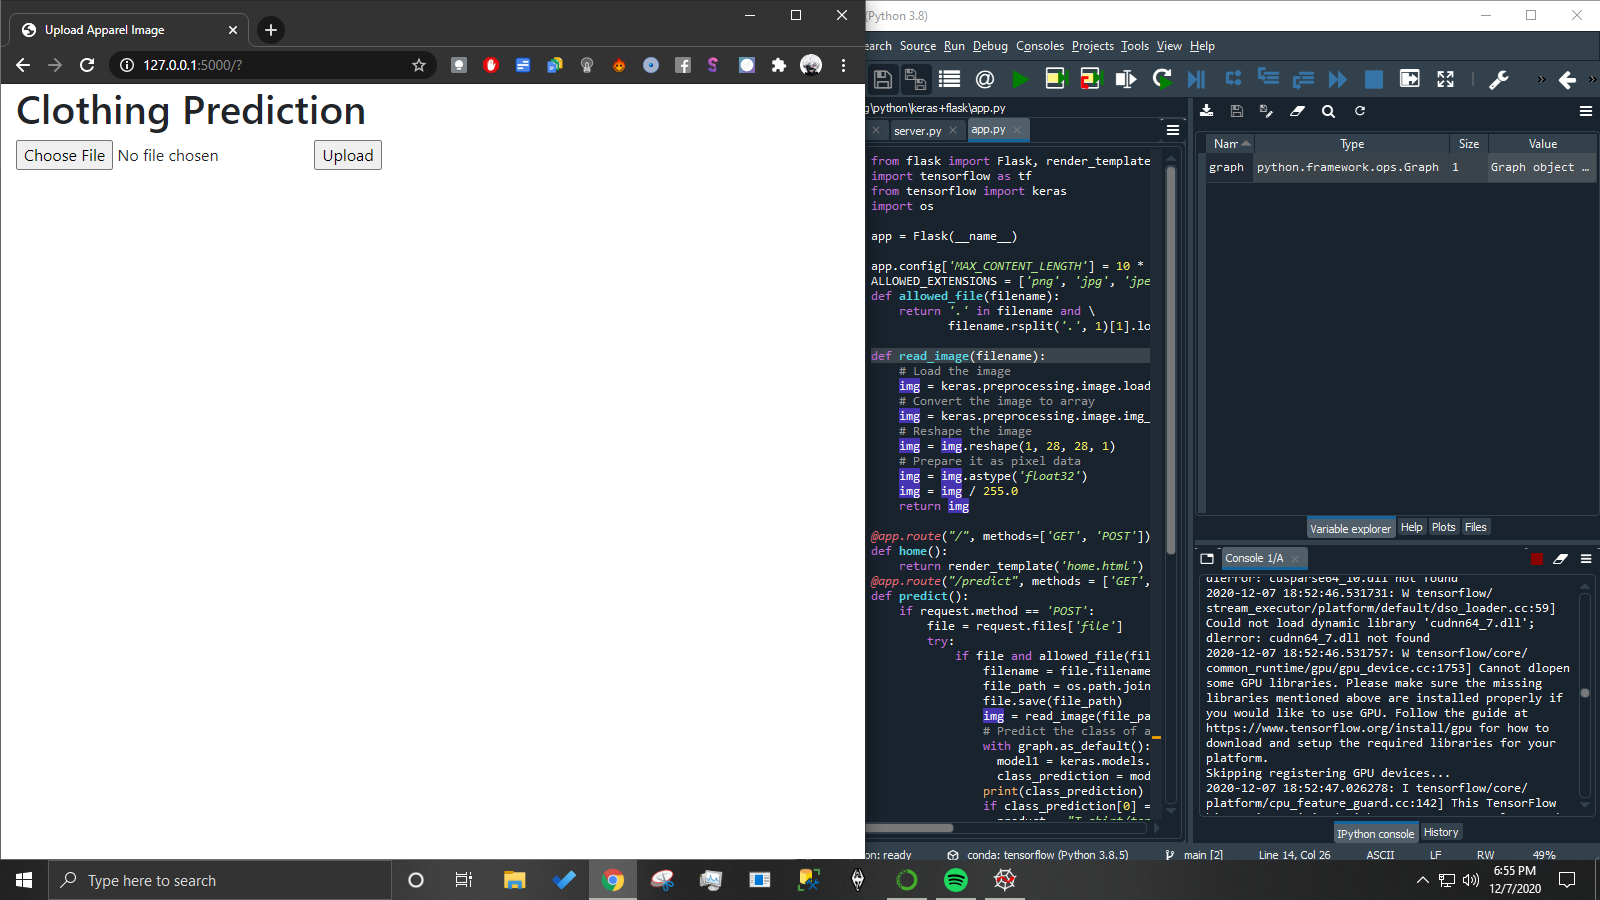 Upload Apparel Image
127.0.0.1:5000/?
Clothing Prediction
Choose File No file chosen Upload
(Python 3.8)
earch Source Run Debug Consoles Projects Tools View Help
g\python\keras+flask\app.py
server.py app.py
from flask import Flask, render_template
import tensorflow as tf
from tensorflow import keras
import os
app = Flask(__name__)
app.config['MAX_CONTENT_LENGTH'] = 10 *
ALLOWED_EXTENSIONS = ['png', 'jpg', 'jpe
def allowed_file(filename):
return '.' in filename and \
filename.rsplit('.', 1)[1].lo
def read_image(filename):
# Load the image
img = keras.preprocessing.image.load
# Convert the image to array
img = keras.preprocessing.image.img_
# Reshape the image
img = img.reshape(1, 28, 28, 1)
# Prepare it as pixel data
img = img.astype('float32')
img = img / 255.0
return img
@app.route("/", methods=['GET', 'POST'])
def home():
return render_template('home.html')
@app.route("/predict", methods = ['GET',
def predict():
if request.method == 'POST':
file = request.files['file']
try:
if file and allowed_file(fil
filename = file.filename
file_path = os.path.join
file.save(file_path)
img = read_image(file_pa
# Predict the class of a
with graph.as_default():
model1 = keras.models.
class_prediction = mod
print(class_prediction)
if class_prediction[0] =
product = "T-shirt/top
Nam Type Size Value
graph python.framework.ops.Graph 1 Graph object ...
Variable explorer Help Plots Files
Console 1/A
dlerror: cusparse64_10.dll not found
2020-12-07 18:52:46.531731: W tensorflow/
stream_executor/platform/default/dso_loader.cc:59]
Could not load dynamic library 'cudnn64_7.dll';
dlerror: cudnn64_7.dll not found
2020-12-07 18:52:46.531757: W tensorflow/core/
common_runtime/gpu/gpu_device.cc:1753] Cannot dlopen
some GPU libraries. Please make sure the missing
libraries mentioned above are installed properly if
you would like to use GPU. Follow the guide at
https://www.tensorflow.org/install/gpu for how to
download and setup the required libraries for your
platform.
Skipping registering GPU devices...
2020-12-07 18:52:47.026278: I tensorflow/core/
platform/cpu_feature_guard.cc:142] This TensorFlow
IPython console History
on: ready conda: tensorflow (Python 3.8.5) main [2] Line 14, Col 26 ASCII LF RW 49%
Type here to search
6:55 PM
12/7/2020